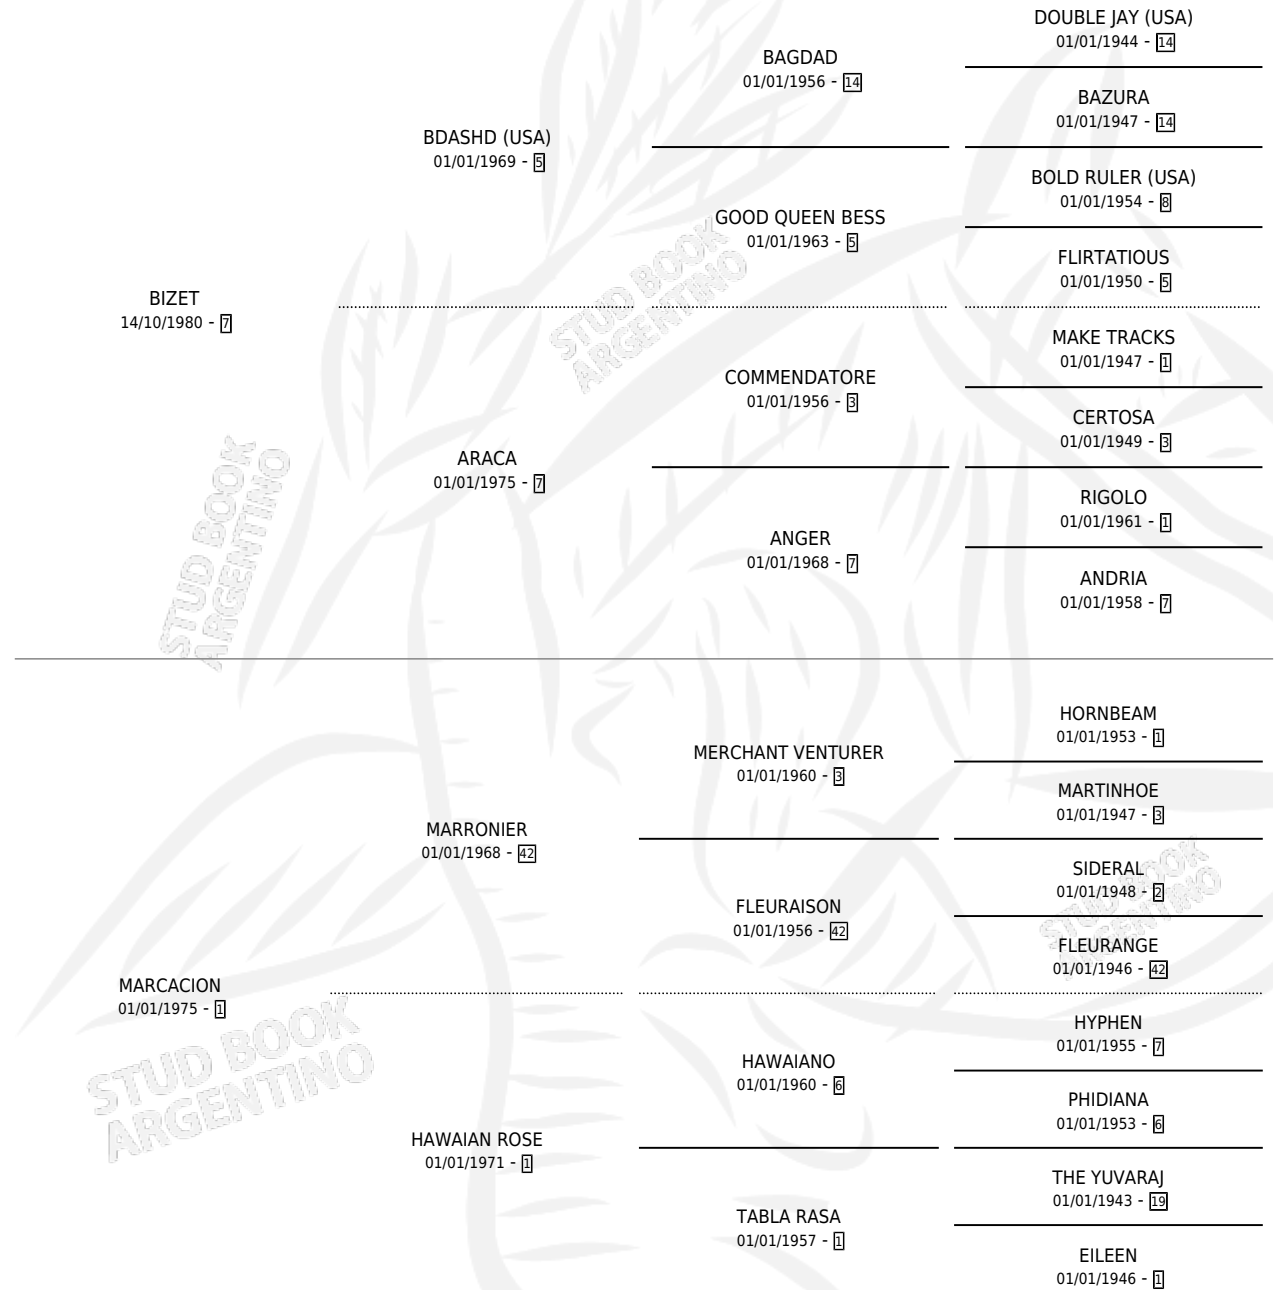 DOUBLE JAY (USA)
01/01/1944 - 14
BAGDAD
01/01/1956 - 14
BAZURA
01/01/1947 - 14
BDASHD (USA)
01/01/1969 - 5
BOLD RULER (USA)
01/01/1954 - 8
GOOD QUEEN BESS
01/01/1963 - 5
FLIRTATIOUS
01/01/1950 - 5
BIZET
14/10/1980 - 7
MAKE TRACKS
01/01/1947 - 1
COMMENDATORE
01/01/1956 - 3
CERTOSA
01/01/1949 - 3
ARACA
01/01/1975 - 7
RIGOLO
01/01/1961 - 1
ANGER
01/01/1968 - 7
ANDRIA
01/01/1958 - 7
HORNBEAM
01/01/1953 - 1
MERCHANT VENTURER
01/01/1960 - 3
MARTINHOE
01/01/1947 - 3
MARRONIER
01/01/1968 - 42
SIDERAL
01/01/1948 - 2
FLEURAISON
01/01/1956 - 42
FLEURANGE
01/01/1946 - 42
MARCACION
01/01/1975 - 1
HYPHEN
01/01/1955 - 7
HAWAIANO
01/01/1960 - 6
PHIDIANA
01/01/1953 - 6
HAWAIAN ROSE
01/01/1971 - 1
THE YUVARAJ
01/01/1943 - 19
TABLA RASA
01/01/1957 - 1
EILEEN
01/01/1946 - 1
STUD BOOK
ARGENTINO
STUD BOOK
ARGENTINO
STUD BOOK
ARGENTINO
STUD BOOK
ARGENTINO